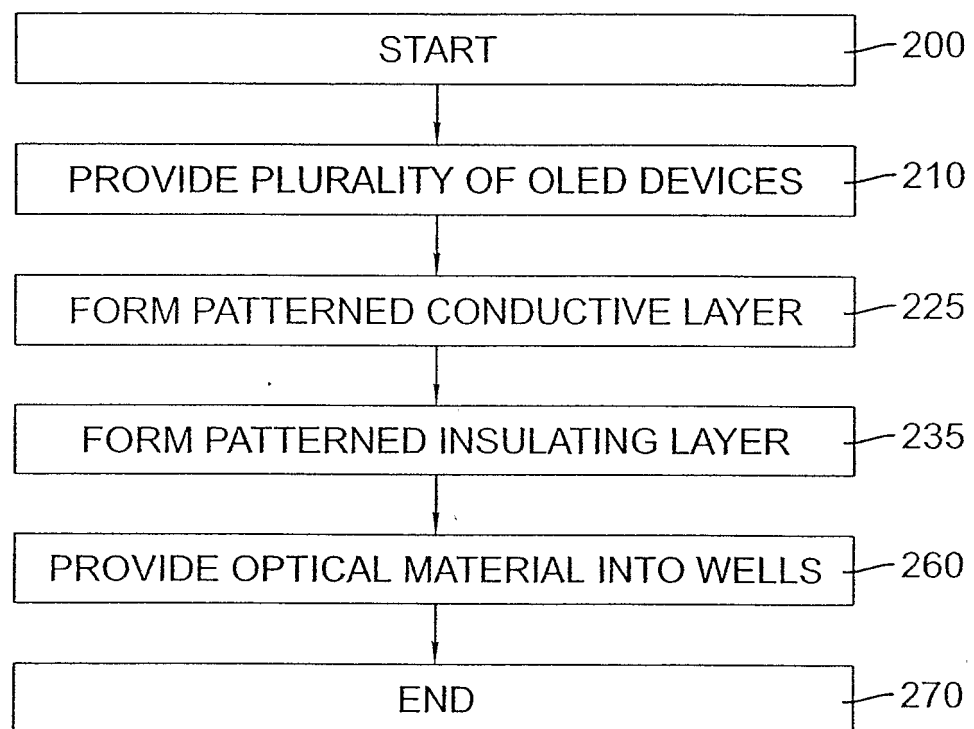 START 200
PROVIDE PLURALITY OF OLED DEVICES 210
FORM PATTERNED CONDUCTIVE LAYER 225
FORM PATTERNED INSULATING LAYER 235
PROVIDE OPTICAL MATERIAL INTO WELLS 260
END 270